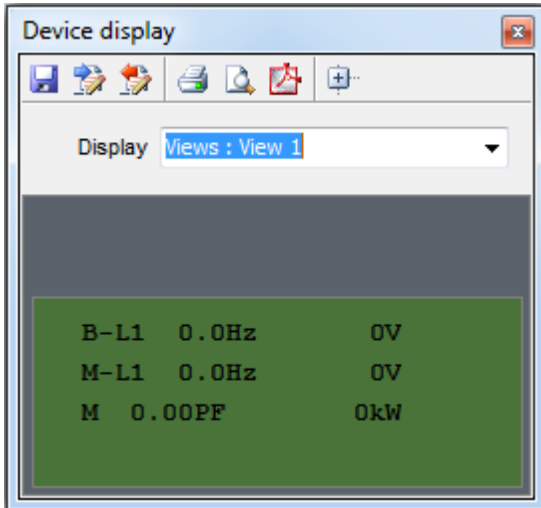 Device display
Display Views : View 1
B-L1 0.0Hz 0V
M-L1 0.0Hz 0V
M 0.00PF 0kW